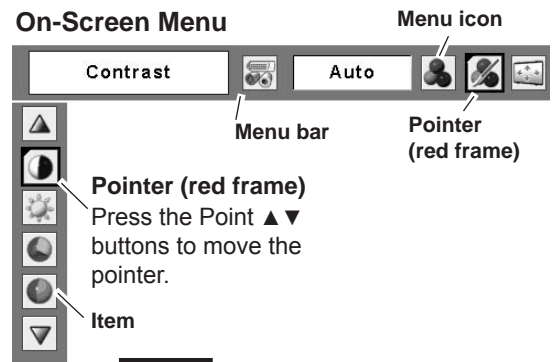 On-Screen Menu
Menu icon
Contrast
Auto
Menu bar
Pointer
(red frame)
Pointer (red frame)
Press the Point ▲▼
buttons to move the
pointer.
Item